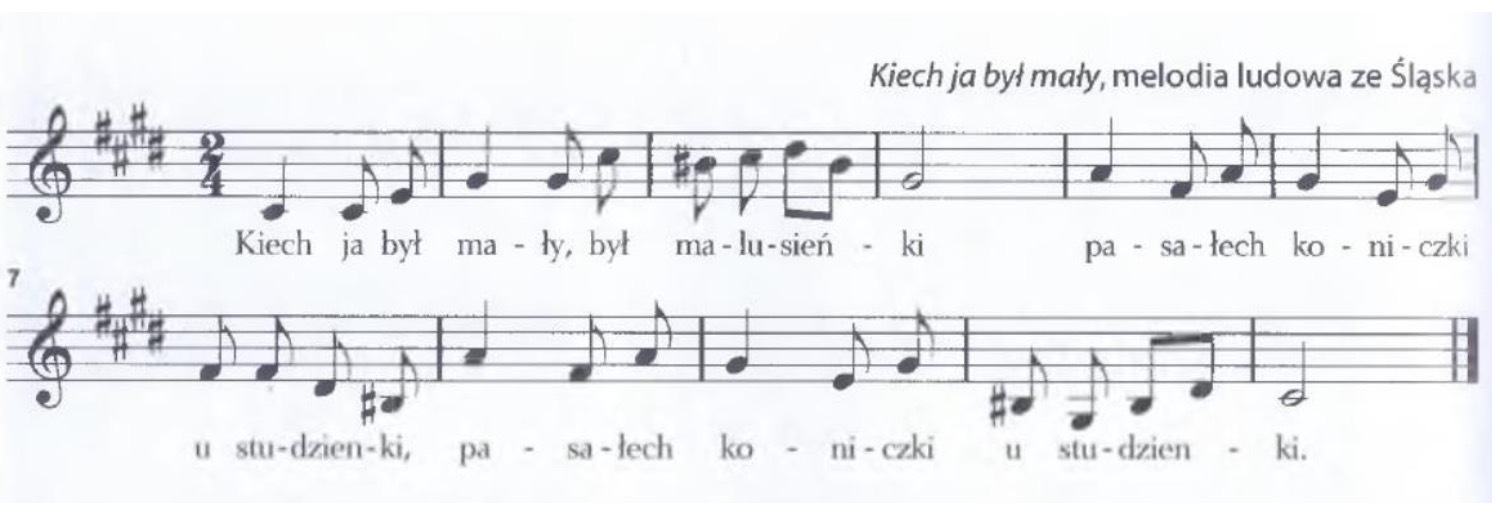 Kiech ja był mały, melodia ludowa ze Śląska
2
4
Kiech ja był ma - ły, był ma - lu - sień - ki pa - sa - łech ko - ni - czki
7
u stu - dzien - ki, pa - sa - łech ko - ni - czki u stu - dzien - ki.